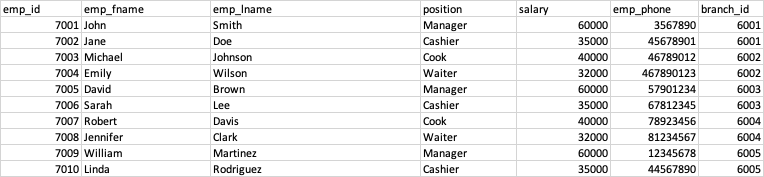 emp_id emp_fname emp_lname position salary emp_phone branch_id
7001 John Smith Manager 60000 3567890 6001
7002 Jane Doe Cashier 35000 45678901 6001
7003 Michael Johnson Cook 40000 46789012 6002
7004 Emily Wilson Waiter 32000 467890123 6002
7005 David Brown Manager 60000 57901234 6003
7006 Sarah Lee Cashier 35000 67812345 6003
7007 Robert Davis Cook 40000 78923456 6004
7008 Jennifer Clark Waiter 32000 81234567 6004
7009 William Martinez Manager 60000 12345678 6005
7010 Linda Rodriguez Cashier 35000 44567890 6005